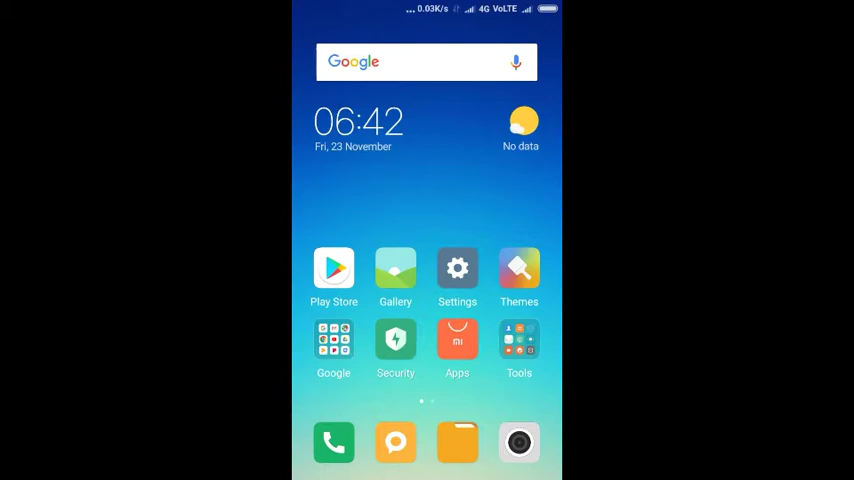 ... 0.03K/s 4G VoLTE
Google
06:42
Fri, 23 November
No data
Play Store Gallery Settings Themes
Google Security Apps Tools